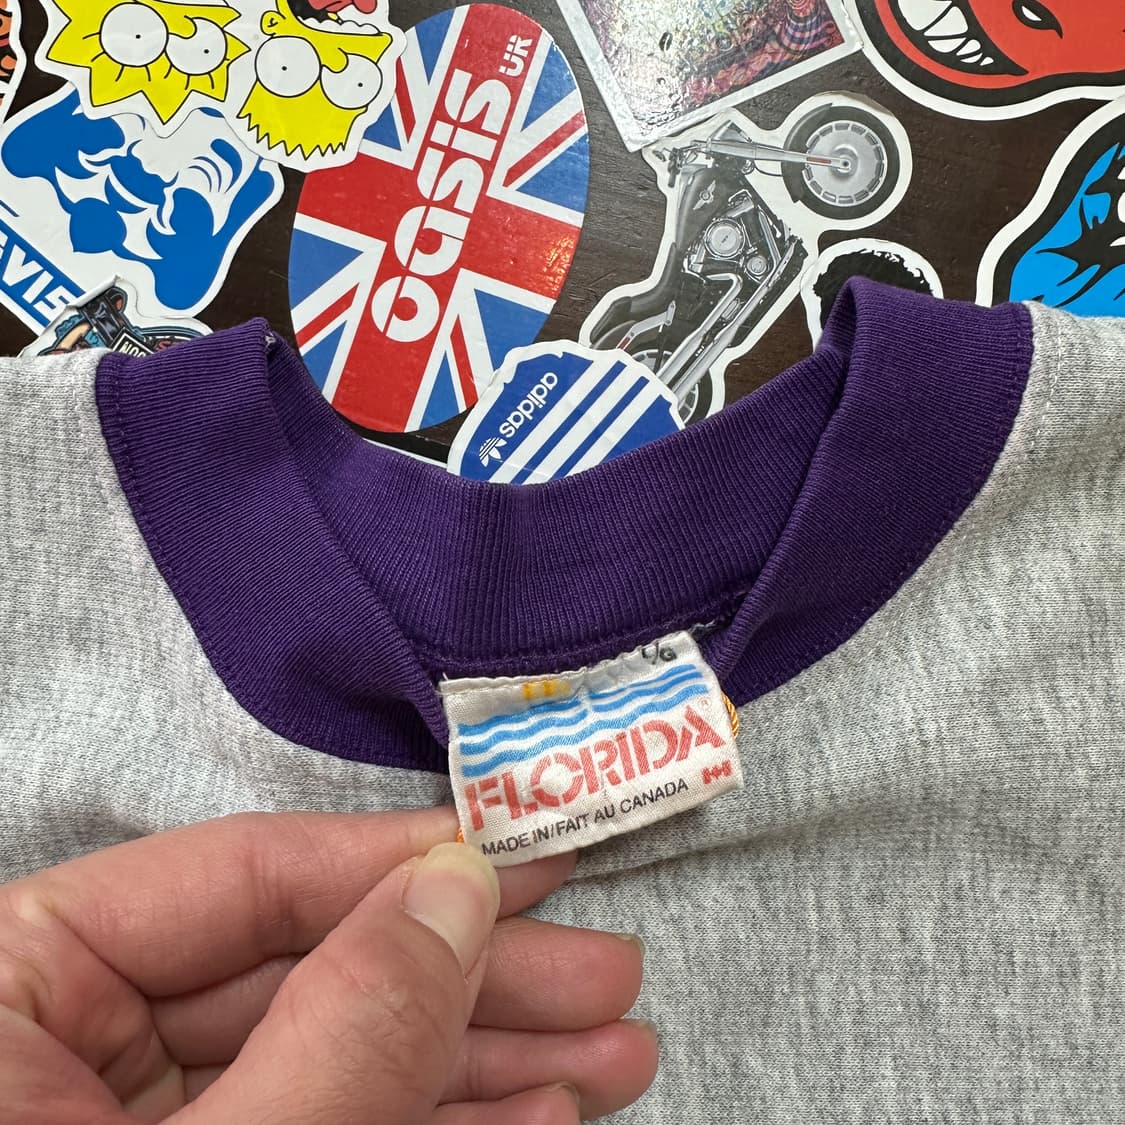 oasis
UK
adidas
L/G
FLORIDA
MADE IN/FAIT AU CANADA